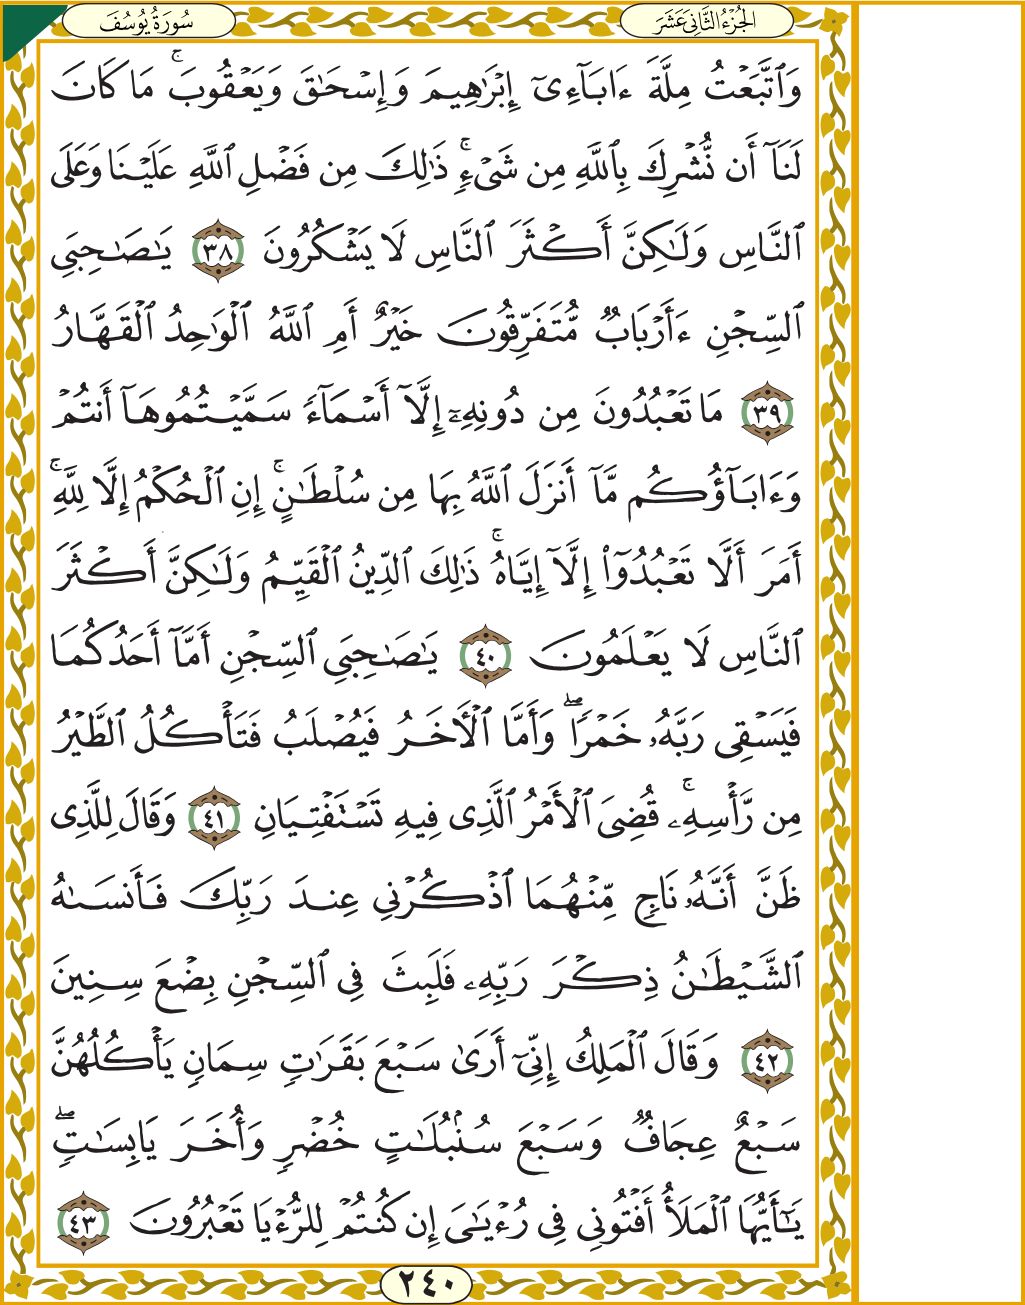 سُورَةُ يُوسُفَ
الجُزْءُ الثَّانِيَ عَشَرَ
وَٱتَّبَعْتُ مِلَّةَ ءَابَآءِىٓ إِبْرَٰهِيمَ وَإِسْحَـٰقَ وَيَعْقُوبَ ۚ مَا كَانَ
لَنَآ أَن نُّشْرِكَ بِٱللَّهِ مِن شَىْءٍ ۚ ذَٰلِكَ مِن فَضْلِ ٱللَّهِ عَلَيْنَا وَعَلَى
ٱلنَّاسِ وَلَـٰكِنَّ أَكْثَرَ ٱلنَّاسِ لَا يَشْكُرُونَ ٣٨ يَـٰصَـٰحِبَىِ
ٱلسِّجْنِ ءَأَرْبَابٌ مُّتَفَرِّقُونَ خَيْرٌ أَمِ ٱللَّهُ ٱلْوَٰحِدُ ٱلْقَهَّارُ
٣٩ مَا تَعْبُدُونَ مِن دُونِهِۦٓ إِلَّآ أَسْمَآءً سَمَّيْتُمُوهَآ أَنتُمْ
وَءَابَآؤُكُم مَّآ أَنزَلَ ٱللَّهُ بِهَا مِن سُلْطَـٰنٍ ۚ إِنِ ٱلْحُكْمُ إِلَّا لِلَّهِ ۚ
أَمَرَ أَلَّا تَعْبُدُوٓا۟ إِلَّآ إِيَّاهُ ۚ ذَٰلِكَ ٱلدِّينُ ٱلْقَيِّمُ وَلَـٰكِنَّ أَكْثَرَ
ٱلنَّاسِ لَا يَعْلَمُونَ ٤٠ يَـٰصَـٰحِبَىِ ٱلسِّجْنِ أَمَّآ أَحَدُكُمَا
فَيَسْقِى رَبَّهُۥ خَمْرًا ۖ وَأَمَّا ٱلْـَٔاخَرُ فَيُصْلَبُ فَتَأْكُلُ ٱلطَّيْرُ
مِن رَّأْسِهِۦ ۚ قُضِىَ ٱلْأَمْرُ ٱلَّذِى فِيهِ تَسْتَفْتِيَانِ ٤١ وَقَالَ لِلَّذِى
ظَنَّ أَنَّهُۥ نَاجٍ مِّنْهُمَا ٱذْكُرْنِى عِندَ رَبِّكَ فَأَنسَىٰهُ
ٱلشَّيْطَـٰنُ ذِكْرَ رَبِّهِۦ فَلَبِثَ فِى ٱلسِّجْنِ بِضْعَ سِنِينَ
٤٢ وَقَالَ ٱلْمَلِكُ إِنِّىٓ أَرَىٰ سَبْعَ بَقَرَٰتٍ سِمَانٍ يَأْكُلُهُنَّ
سَبْعٌ عِجَافٌ وَسَبْعَ سُنۢبُلَـٰتٍ خُضْرٍ وَأُخَرَ يَابِسَـٰتٍ ۖ
يَـٰٓأَيُّهَا ٱلْمَلَأُ أَفْتُونِى فِى رُءْيَـٰىَ إِن كُنتُمْ لِلرُّءْيَا تَعْبُرُونَ ٤٣
٢٤٠